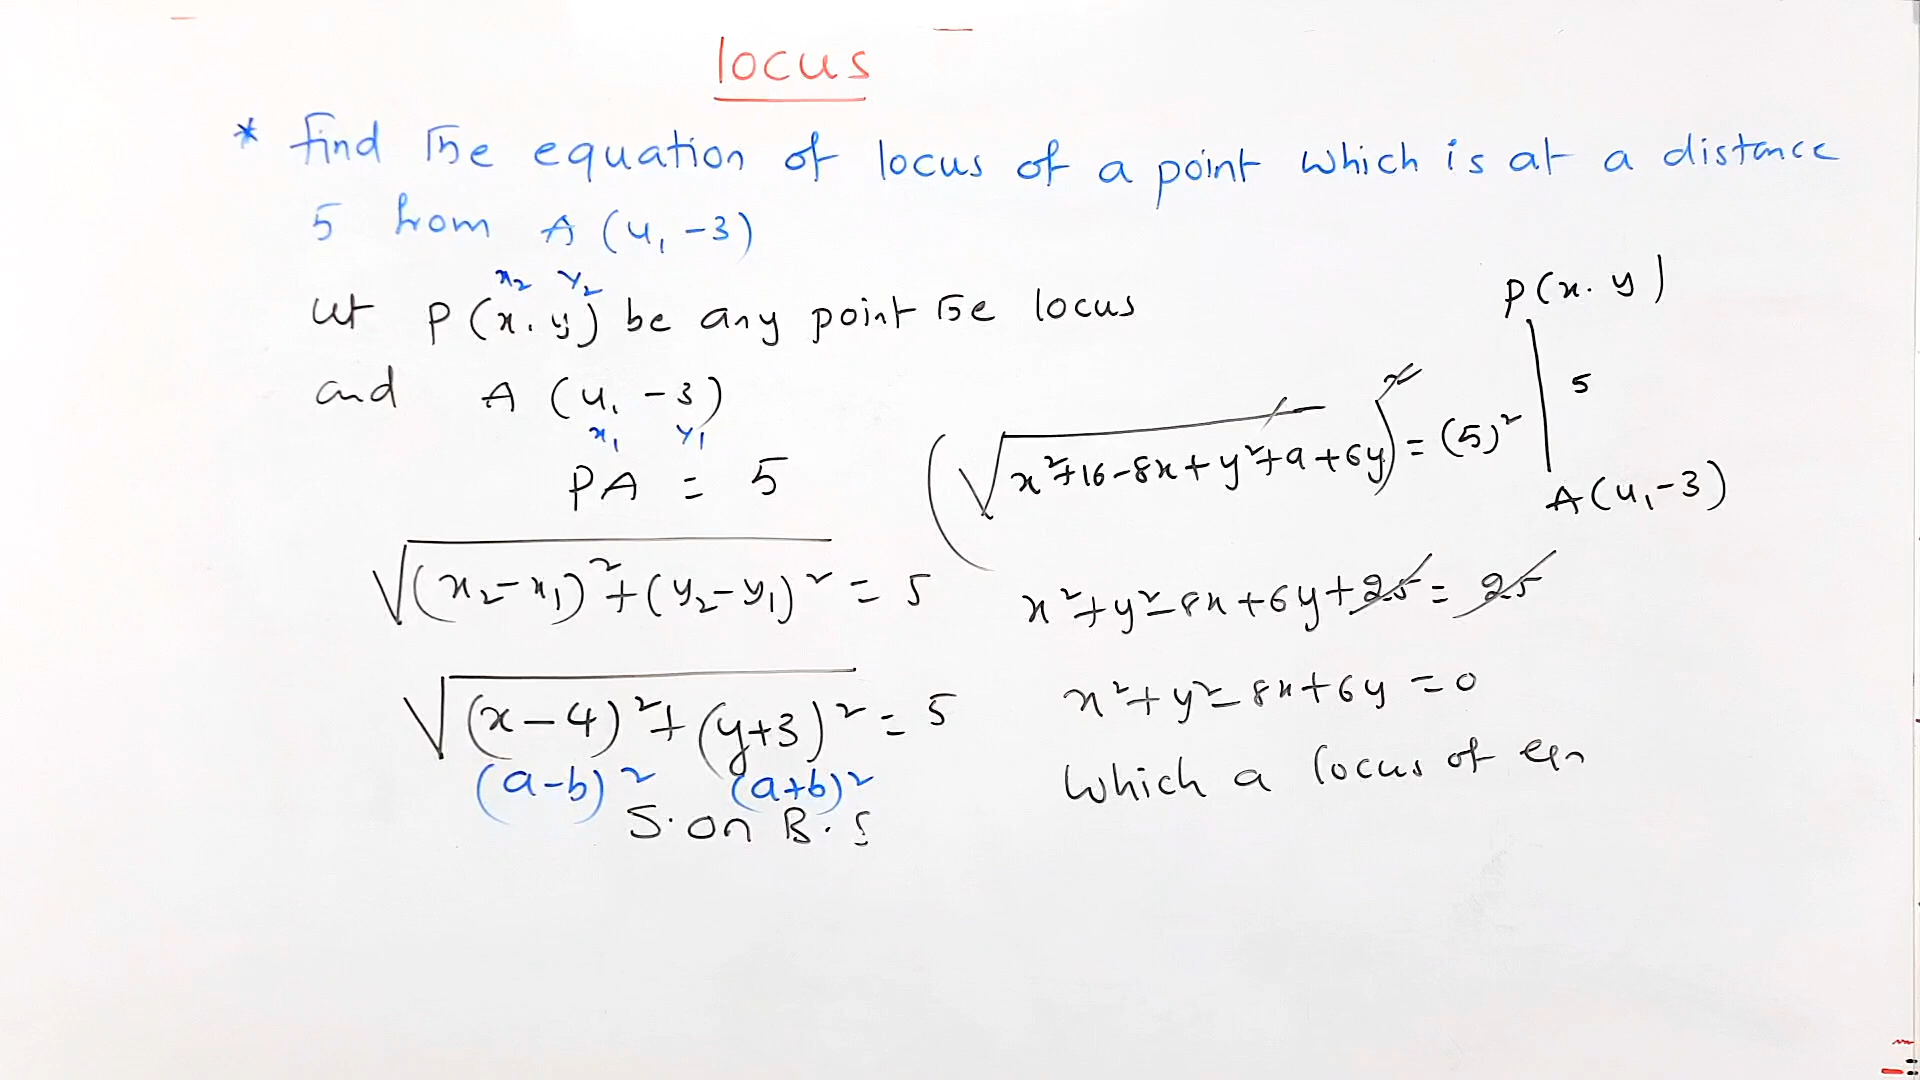 locus
* find the equation of locus of a point which is at a distance
5 from A (4, -3)
x₂ y₂
let P (x. y) be any point the locus
and A (4, -3)
x₁ y₁
PA = 5
√(x₂-x₁)²+(y₂-y₁)² = 5
√(x-4)²+(y+3)² = 5
(a-b)² (a+b)²
S.on B.S
P(x. y)
5
A(4,-3)
(√x²+16-8x+y²+9+6y)² = (5)²
x²+y²-8x+6y+25 = 25
x²+y²-8x+6y = 0
which a locus of eqn